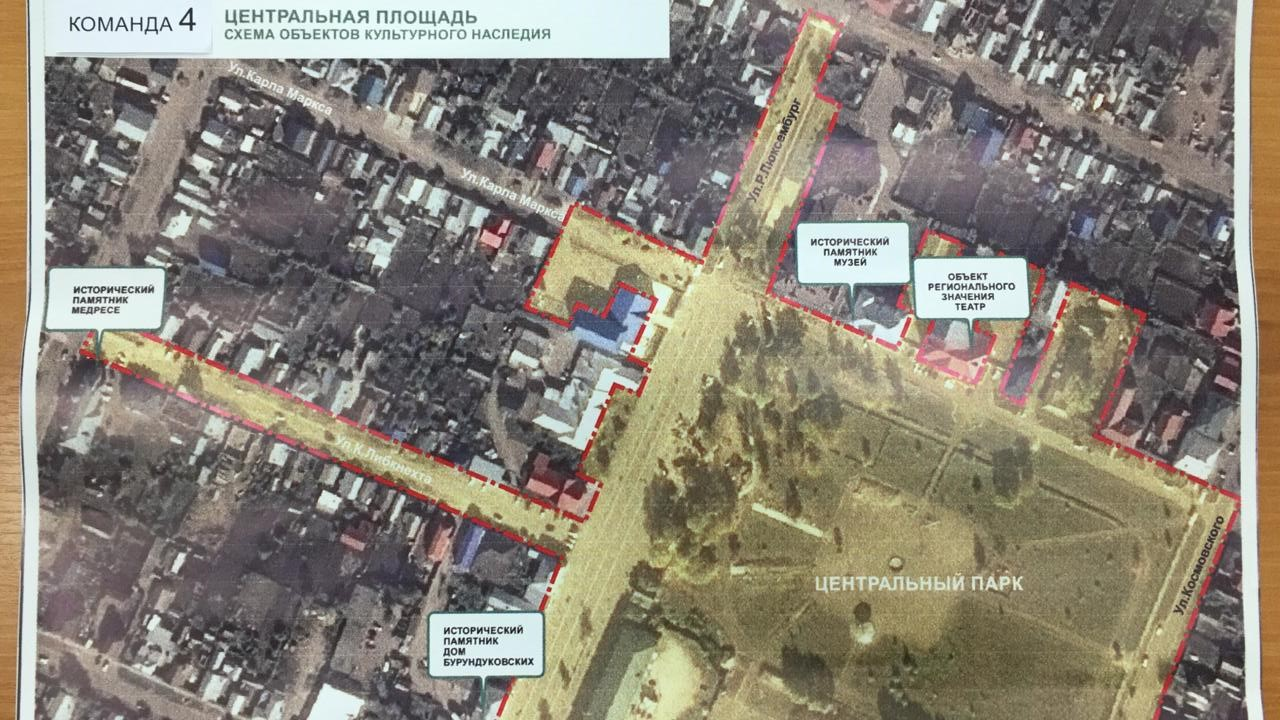 КОМАНДА 4
ЦЕНТРАЛЬНАЯ ПЛОЩАДЬ
СХЕМА ОБЪЕКТОВ КУЛЬТУРНОГО НАСЛЕДИЯ
Ул.Карла Маркса
Ул.Карла Маркса
Ул.Р.Люксембург
ИСТОРИЧЕСКИЙ
ПАМЯТНИК
МУЗЕЙ
ОБЪЕКТ
РЕГИОНАЛЬНОГО
ЗНАЧЕНИЯ
ТЕАТР
ИСТОРИЧЕСКИЙ
ПАМЯТНИК
МЕДРЕСЕ
Ул.К.Либкнехта
ЦЕНТРАЛЬНЫЙ ПАРК
Ул.Космовского
ИСТОРИЧЕСКИЙ
ПАМЯТНИК
ДОМ
БУРУНДУКОВСКИХ